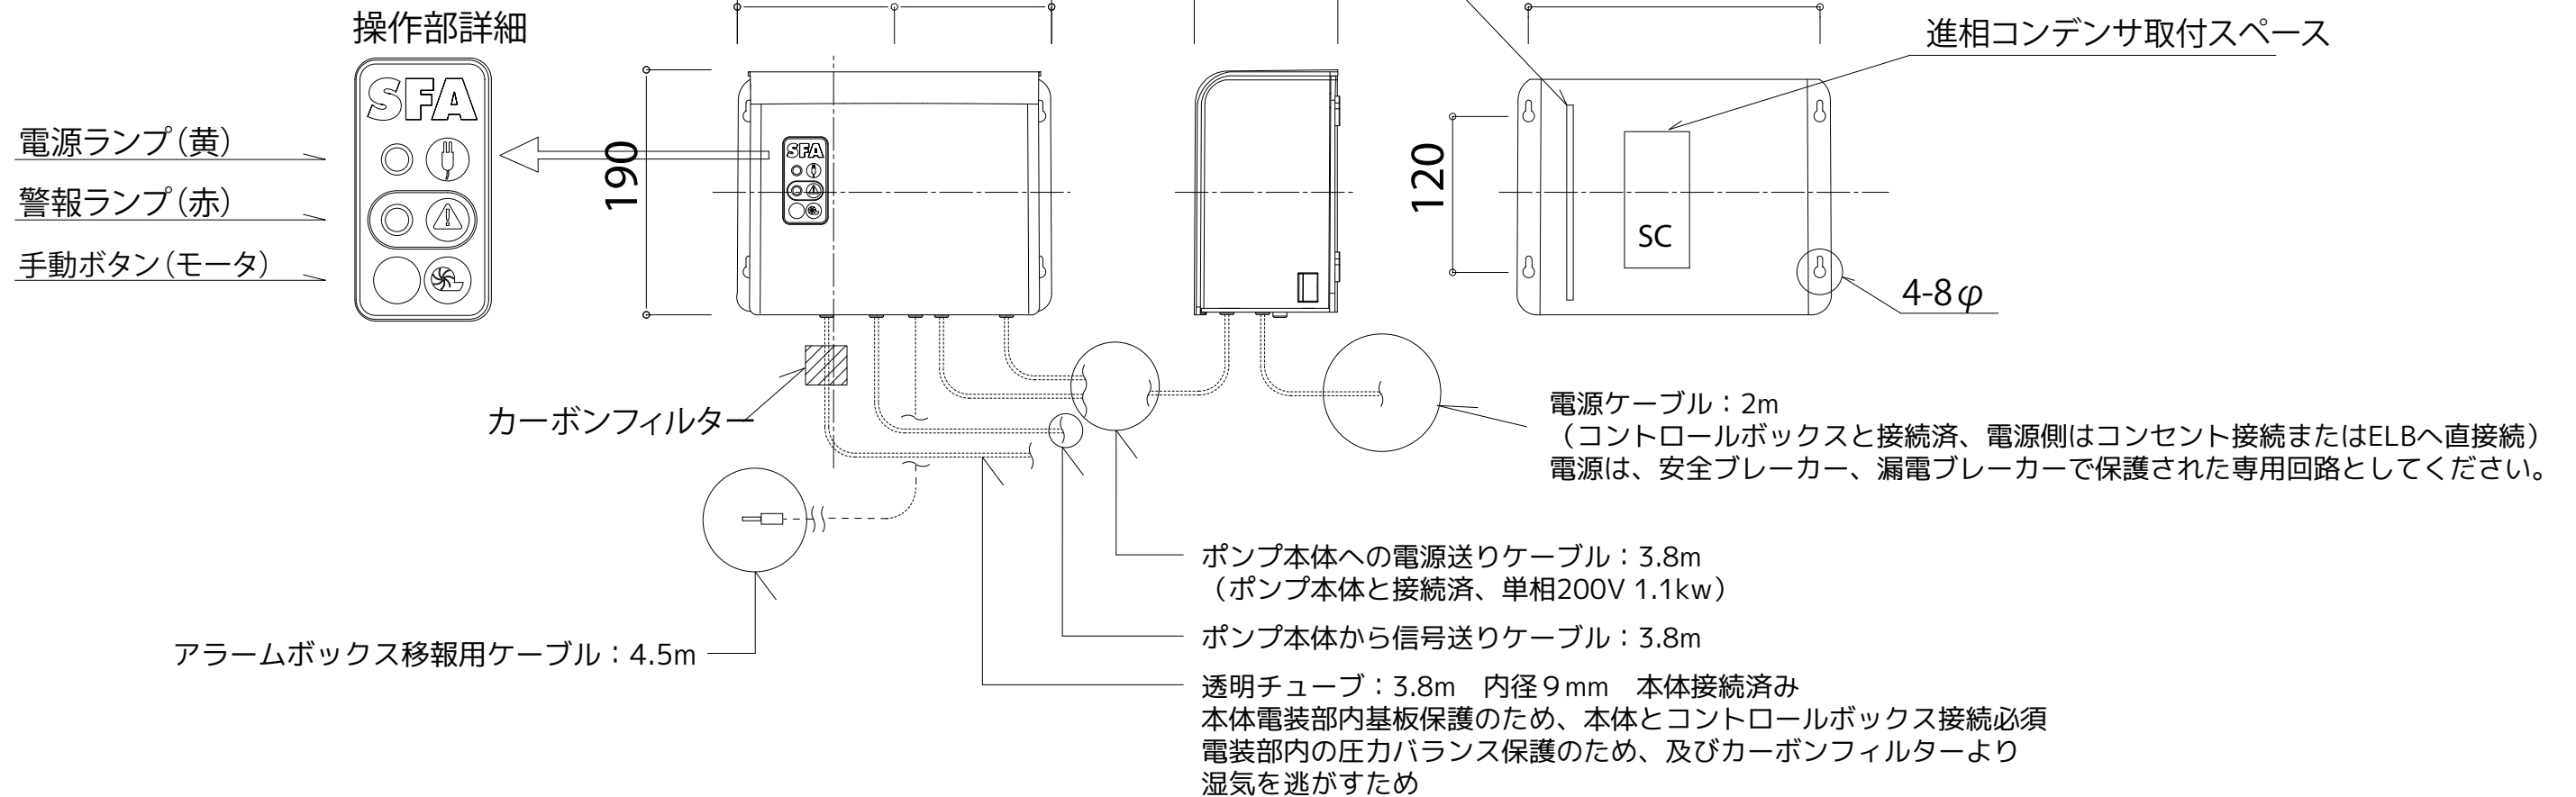 操作部詳細
SFA
電源ランプ（黄）
警報ランプ（赤）
手動ボタン（モータ）
190
SFA
120
SC
進相コンデンサ取付スペース
4-8φ
カーボンフィルター
電源ケーブル：2m
（コントロールボックスと接続済、電源側はコンセント接続またはELBへ直接続）
電源は、安全ブレーカー、漏電ブレーカーで保護された専用回路としてください。
ポンプ本体への電源送りケーブル：3.8m
（ポンプ本体と接続済、単相200V 1.1kw）
ポンプ本体から信号送りケーブル：3.8m
アラームボックス移報用ケーブル：4.5m
透明チューブ：3.8m　内径９mm　本体接続済み
本体電装部内基板保護のため、本体とコントロールボックス接続必須
電装部内の圧力バランス保護のため、及びカーボンフィルターより
湿気を逃がすため